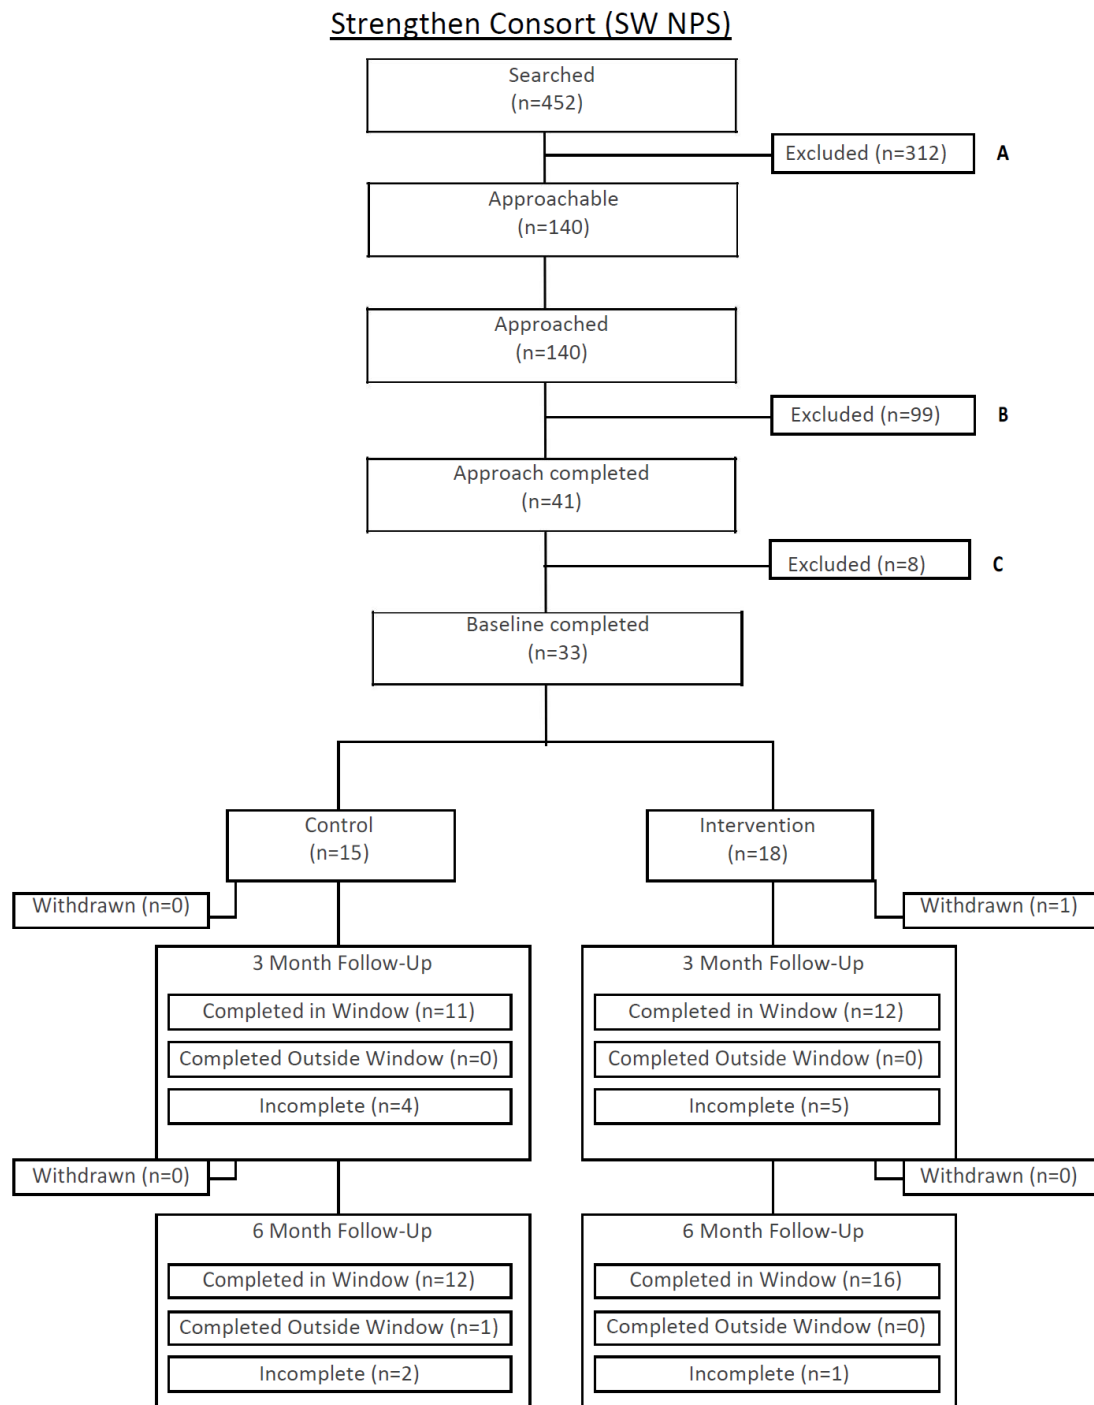 Strengthen Consort (SW NPS)
Searched
(n=452)
Excluded (n=312)
A
Approachable
(n=140)
Approached
(n=140)
Excluded (n=99)
B
Approach completed
(n=41)
Excluded (n=8)
C
Baseline completed
(n=33)
Control
(n=15)
Intervention
(n=18)
Withdrawn (n=0)
Withdrawn (n=1)
3 Month Follow-Up
Completed in Window (n=11)
Completed Outside Window (n=0)
Incomplete (n=4)
3 Month Follow-Up
Completed in Window (n=12)
Completed Outside Window (n=0)
Incomplete (n=5)
Withdrawn (n=0)
Withdrawn (n=0)
6 Month Follow-Up
Completed in Window (n=12)
Completed Outside Window (n=1)
Incomplete (n=2)
6 Month Follow-Up
Completed in Window (n=16)
Completed Outside Window (n=0)
Incomplete (n=1)